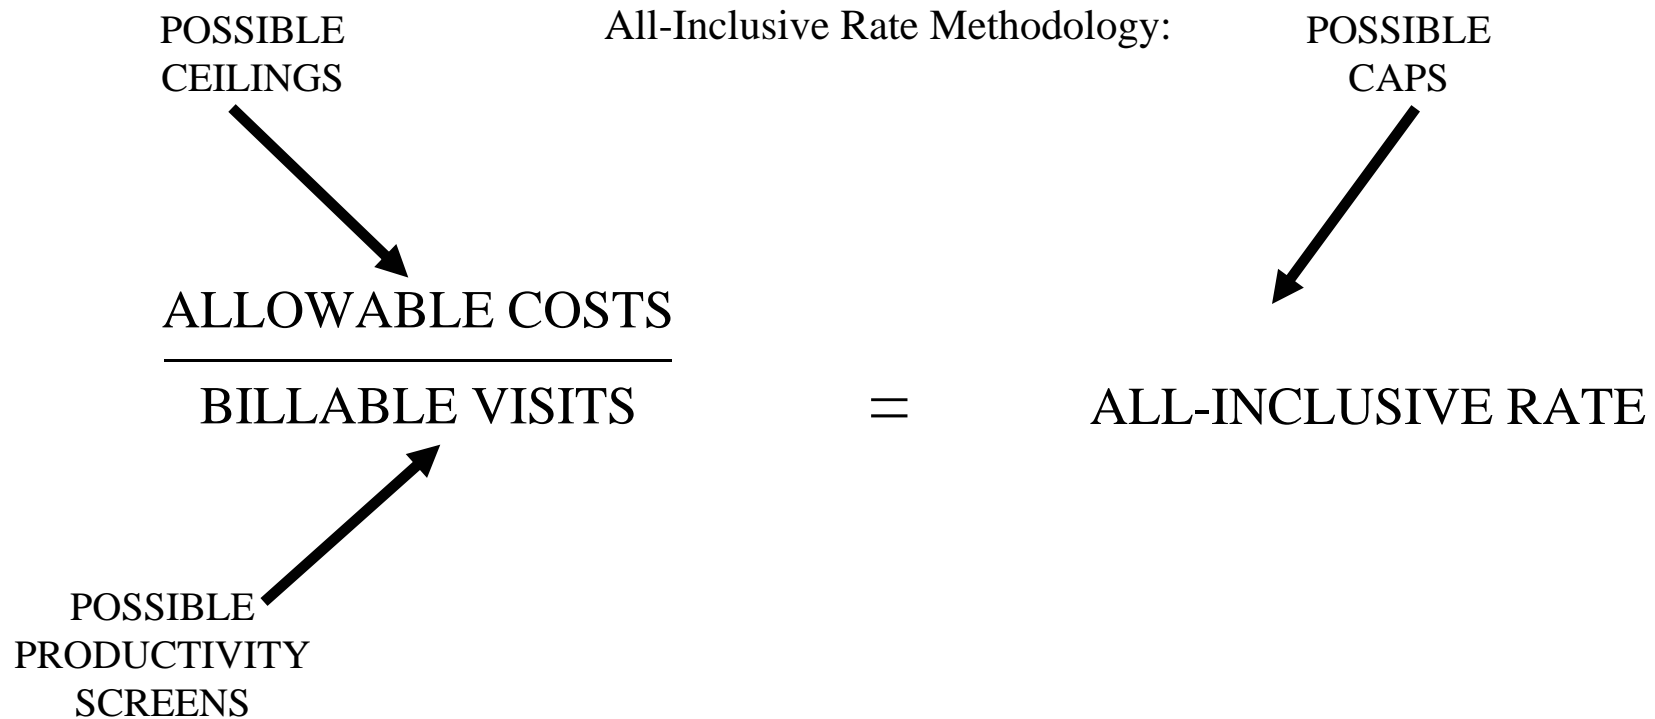 All-Inclusive Rate Methodology:
POSSIBLE
CEILINGS
POSSIBLE
CAPS
ALLOWABLE COSTS
BILLABLE VISITS
=
ALL-INCLUSIVE RATE
POSSIBLE
PRODUCTIVITY
SCREENS